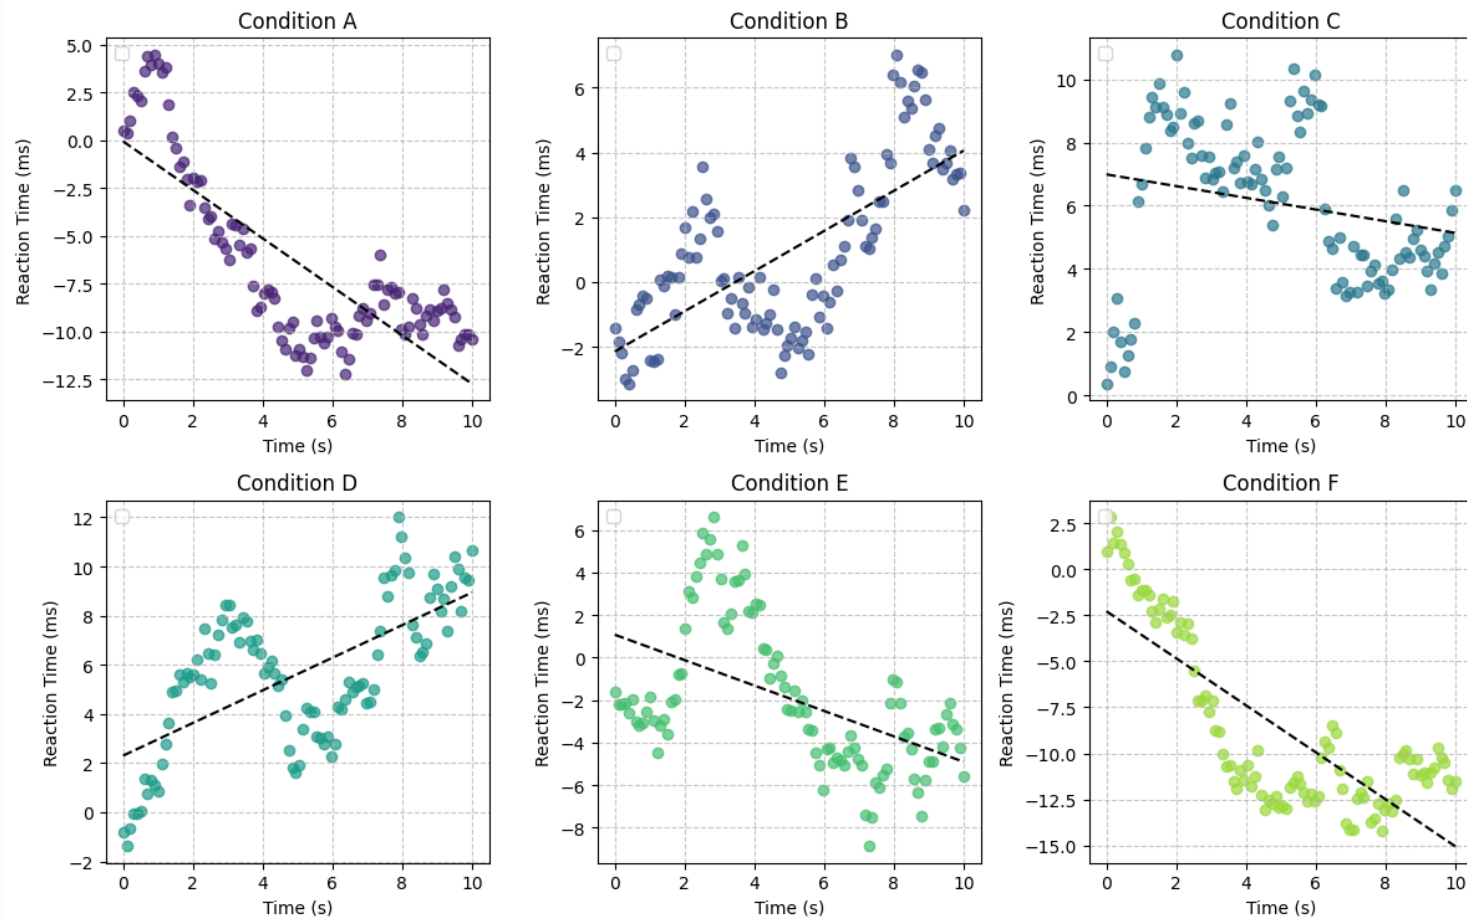 Condition A
Condition B
Condition C
Reaction Time (ms)
5.0
2.5
0.0
−2.5
−5.0
−7.5
−10.0
−12.5
0 2 4 6 8 10
Time (s)
Reaction Time (ms)
6
4
2
0
−2
0 2 4 6 8 10
Time (s)
Reaction Time (ms)
10
8
6
4
2
0
0 2 4 6 8 10
Time (s)
Condition D
Condition E
Condition F
Reaction Time (ms)
12
10
8
6
4
2
0
−2
0 2 4 6 8 10
Time (s)
Reaction Time (ms)
6
4
2
0
−2
−4
−6
−8
0 2 4 6 8 10
Time (s)
Reaction Time (ms)
2.5
0.0
−2.5
−5.0
−7.5
−10.0
−12.5
−15.0
0 2 4 6 8 10
Time (s)